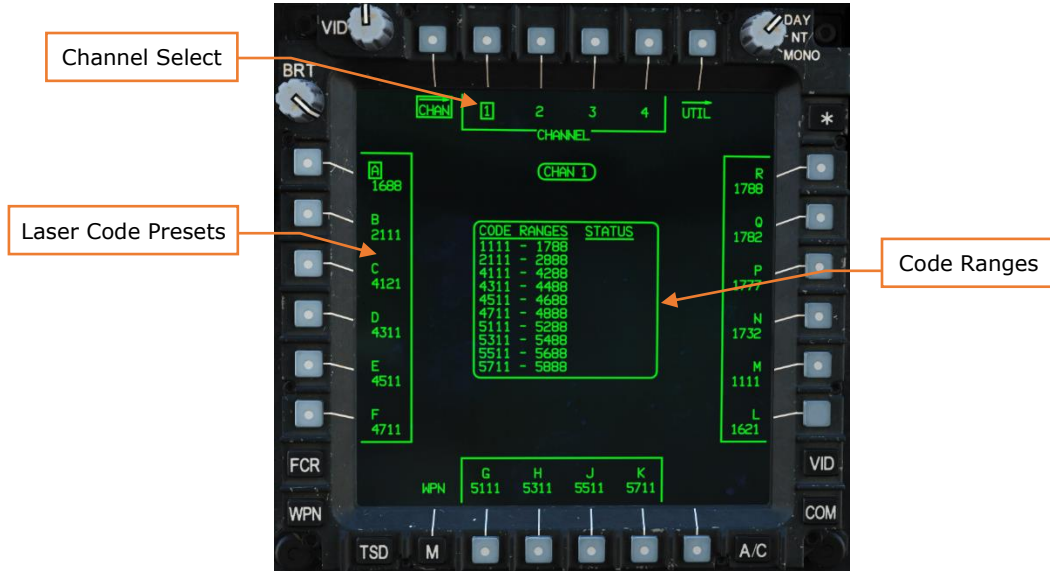 VID
DAY
NT
MONO
Channel Select
BRT
CHAN 1 2 3 4 UTIL
CHANNEL
*
CHAN 1
A
1688
R
1788
Laser Code Presets
B
2111
Q
1782
CODE RANGES STATUS
1111 - 1788
2111 - 2888
4111 - 4288
4311 - 4488
4511 - 4688
4711 - 4888
5111 - 5288
5311 - 5488
5511 - 5688
5711 - 5888
Code Ranges
C
4121
P
1777
D
4311
N
1732
E
4511
M
1111
F
4711
L
1621
FCR
VID
WPN
G
5111
H
5311
J
5511
K
5711
WPN
COM
TSD
M
A/C